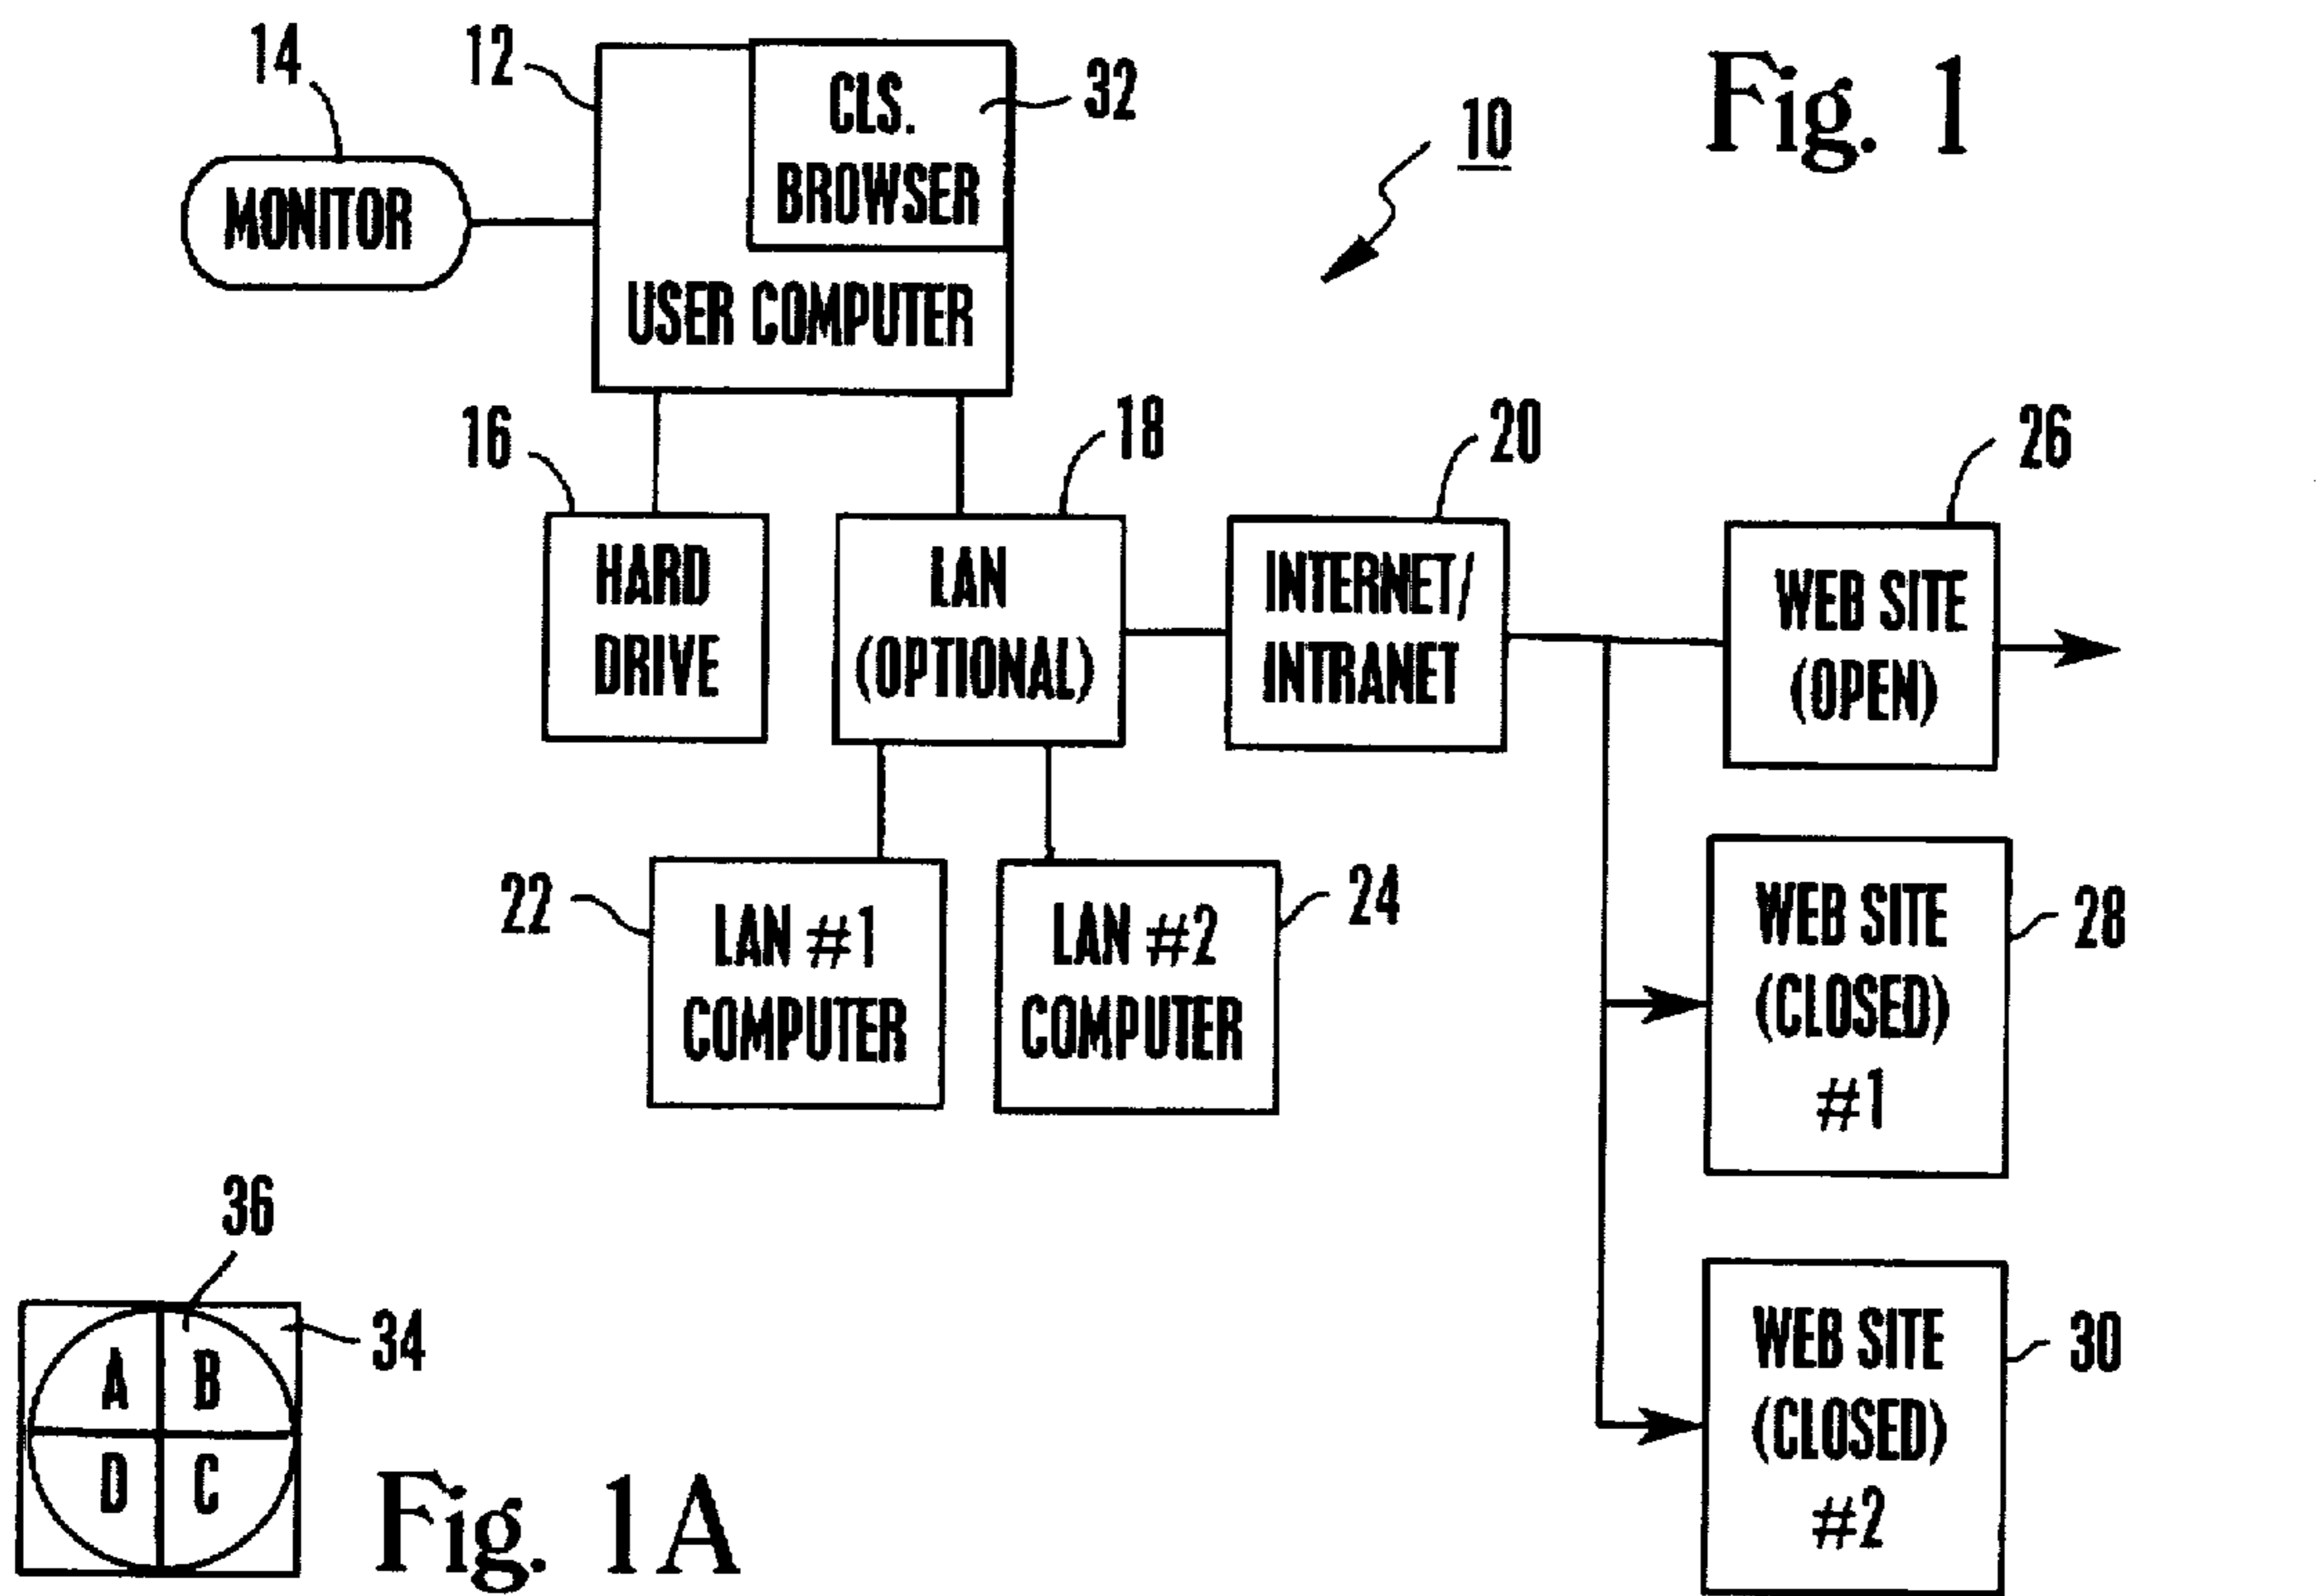 Fig. 1
10
14
MONITOR
12
CLS.
BROWSER
32
USER COMPUTER
16
HARD
DRIVE
18
LAN
(OPTIONAL)
20
INTERNET/
INTRANET
26
WEB SITE
(OPEN)
22
LAN #1
COMPUTER
LAN #2
COMPUTER
24
WEB SITE
(CLOSED)
#1
28
WEB SITE
(CLOSED)
#2
30
36
34
A B
D C
Fig. 1A